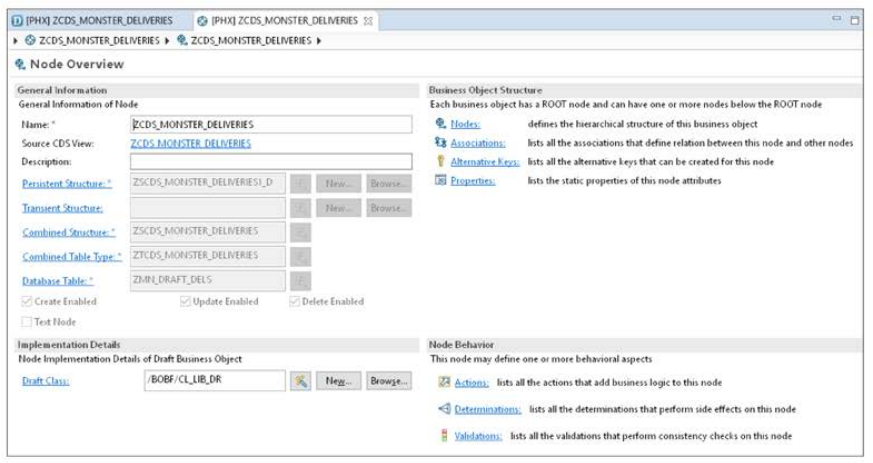 [PHX] ZCDS_MONSTER_DELIVERIES
[PHX] ZCDS_MONSTER_DELIVERIES
ZCDS_MONSTER_DELIVERIES
ZCDS_MONSTER_DELIVERIES
Node Overview
General Information
General Information of Node
Name: *
ZCDS_MONSTER_DELIVERIES
Source CDS View:
ZCDS_MONSTER_DELIVERIES
Description:
Persistent Structure: *
ZSCDS_MONSTER_DELIVERIES1_D
New...
Browse...
Transient Structure:
New...
Browse...
Combined Structure: *
ZSCDS_MONSTER_DELIVERIES
Combined Table Type: *
ZTCDS_MONSTER_DELIVERIES
Database Table: *
ZMN_DRAFT_DELS
Create Enabled
Update Enabled
Delete Enabled
Text Node
Business Object Structure
Each business object has a ROOT node and can have one or more nodes below the ROOT node
Nodes: defines the hierarchical structure of this business object
Associations: lists all the associations that define relation between this node and other nodes
Alternative Keys: lists all the alternative keys that can be created for this node
Properties: lists the static properties of this node attributes
Implementation Details
Node Implementation Details of Draft Business Object
Draft Class:
/BOBF/CL_LIB_DR
New...
Browse...
Node Behavior
This node may define one or more behavioral aspects
Actions: lists all the actions that add business logic to this node
Determinations: lists all the determinations that perform side effects on this node
Validations: lists all the validations that perform consistency checks on this node